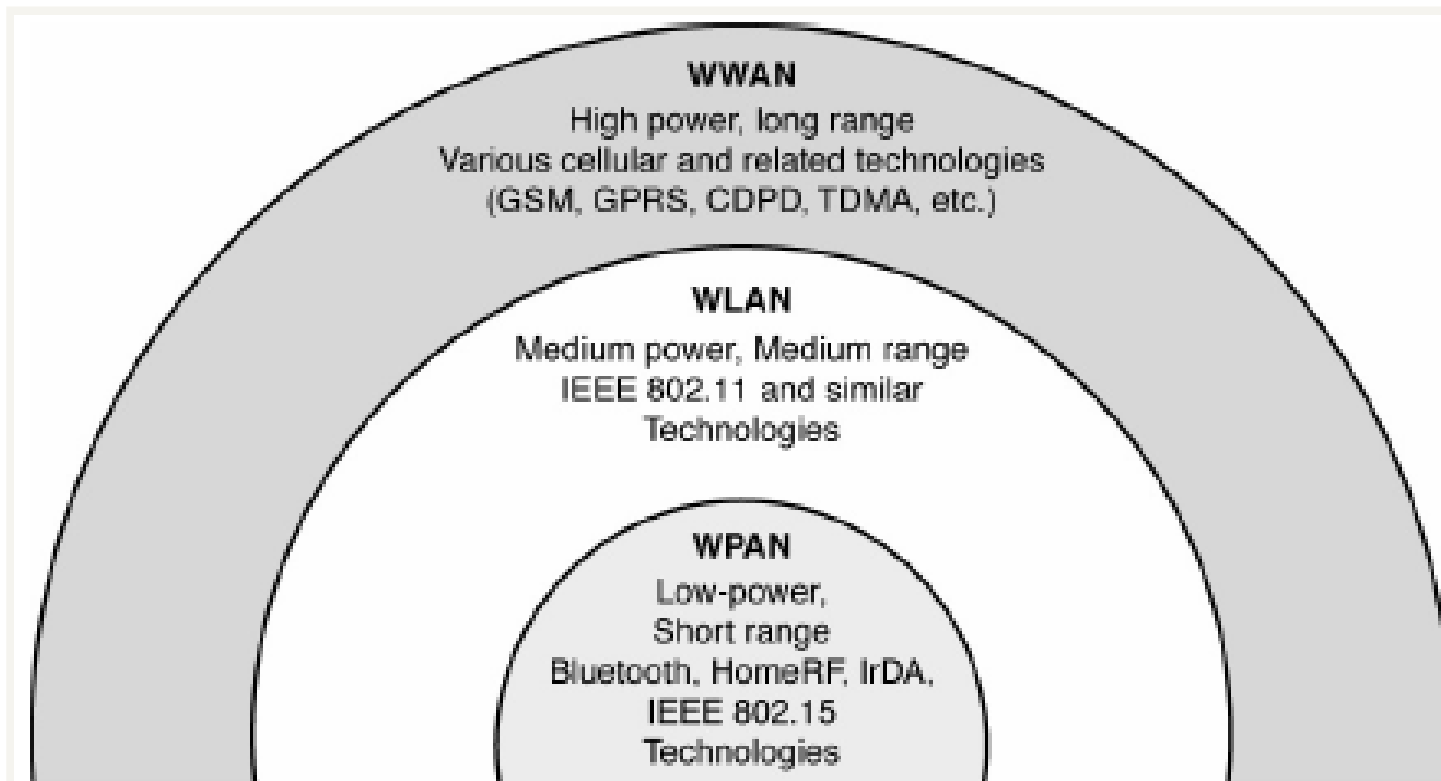 WWAN
High power, long range
Various cellular and related technologies
(GSM, GPRS, CDPD, TDMA, etc.)
WLAN
Medium power, Medium range
IEEE 802.11 and similar
Technologies
WPAN
Low-power,
Short range
Bluetooth, HomeRF, IrDA,
IEEE 802.15
Technologies